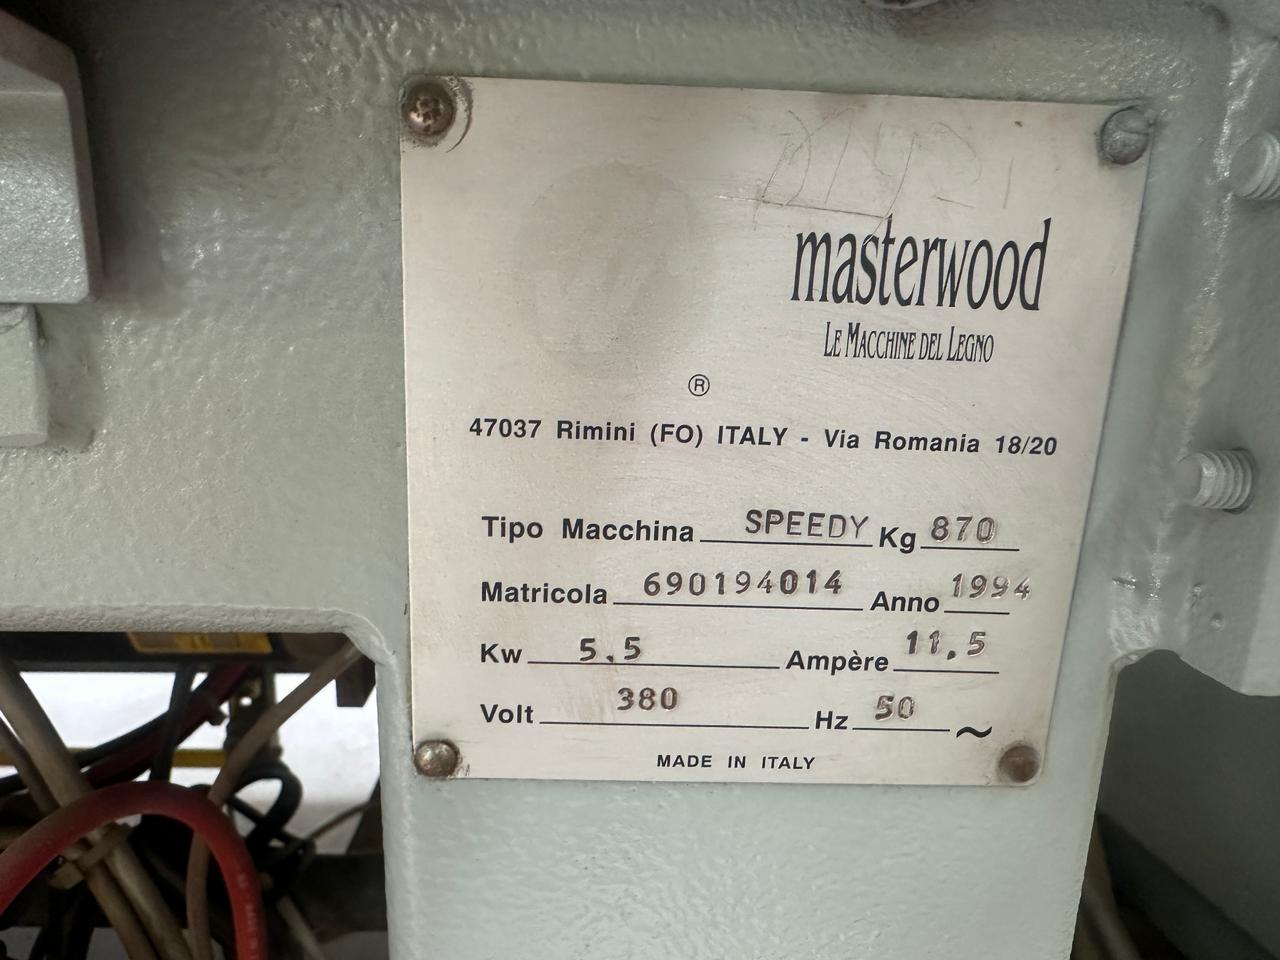 masterwood
LE MACCHINE DEL LEGNO
®
47037 Rimini (FO) ITALY - Via Romania 18/20
Tipo Macchina SPEEDY Kg 870
Matricola 690194014 Anno 1994
Kw 5,5 Ampère 11,5
Volt 380 Hz 50 ~
MADE IN ITALY